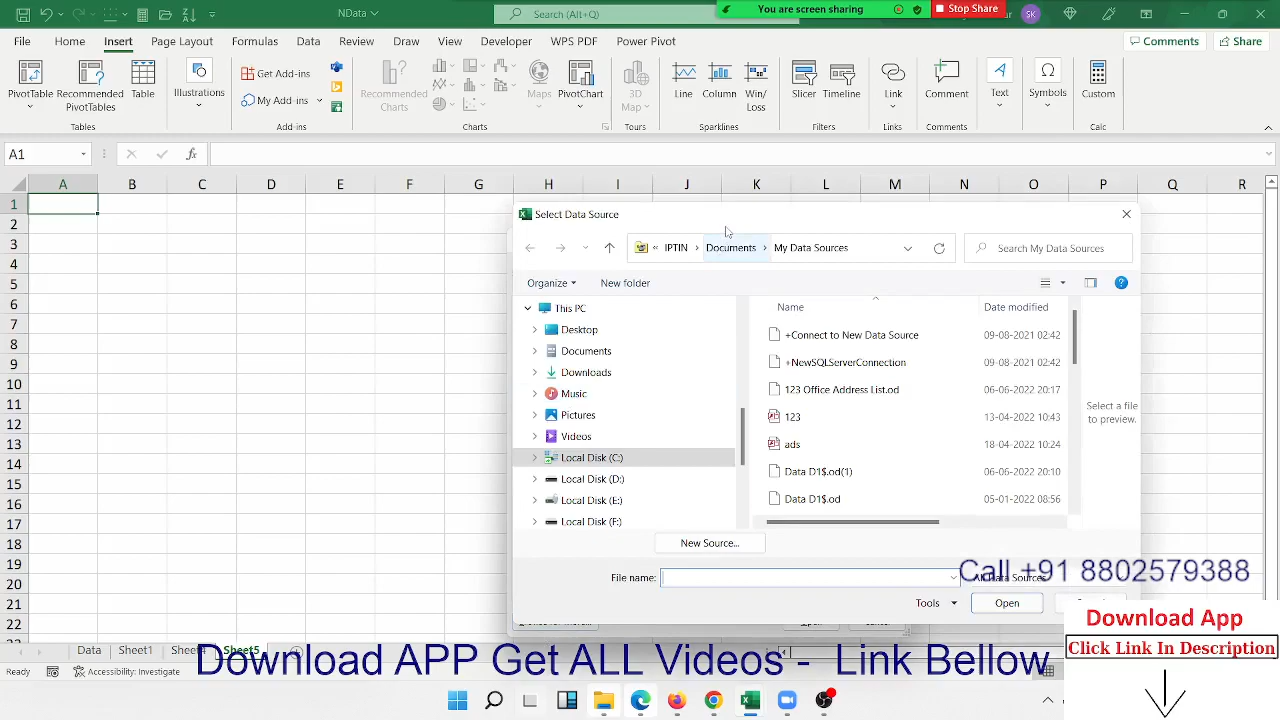 NData
Search (Alt+Q)
You are screen sharing
Stop Share
SK
File
Home
Insert
Page Layout
Formulas
Data
Review
Draw
View
Developer
WPS PDF
Power Pivot
Comments
Share
PivotTable
Recommended PivotTables
Table
Illustrations
Get Add-ins
My Add-ins
Recommended Charts
Maps
PivotChart
3D Map
Line
Column
Win/ Loss
Slicer
Timeline
Link
Comment
Text
Symbols
Custom
Tables
Add-ins
Charts
Tours
Sparklines
Filters
Links
Comments
Calc
A1
fx
A B C D E F G H I J K L M N O P Q R
1
2
3
4
5
6
7
8
9
10
11
12
13
14
15
16
17
18
19
20
21
22
Select Data Source
« IPTIN › Documents › My Data Sources
Search My Data Sources
Organize
New folder
This PC
Desktop
Documents
Downloads
Music
Pictures
Videos
Local Disk (C:)
Local Disk (D:)
Local Disk (E:)
Local Disk (F:)
Name Date modified
+Connect to New Data Source 09-08-2021 02:42
+NewSQLServerConnection 09-08-2021 02:42
123 Office Address List.od 06-06-2022 20:17
123 13-04-2022 10:43
ads 18-04-2022 10:24
Data D1$.od(1) 06-06-2022 20:10
Data D1$.od 05-01-2022 08:56
Select a file to preview.
New Source...
File name:
Tools
Open
Call +91 8802579388
Download App
Click Link In Description
Data
Sheet1
Sheet5
Download APP Get ALL Videos - Link Bellow
Ready
Accessibility: Investigate